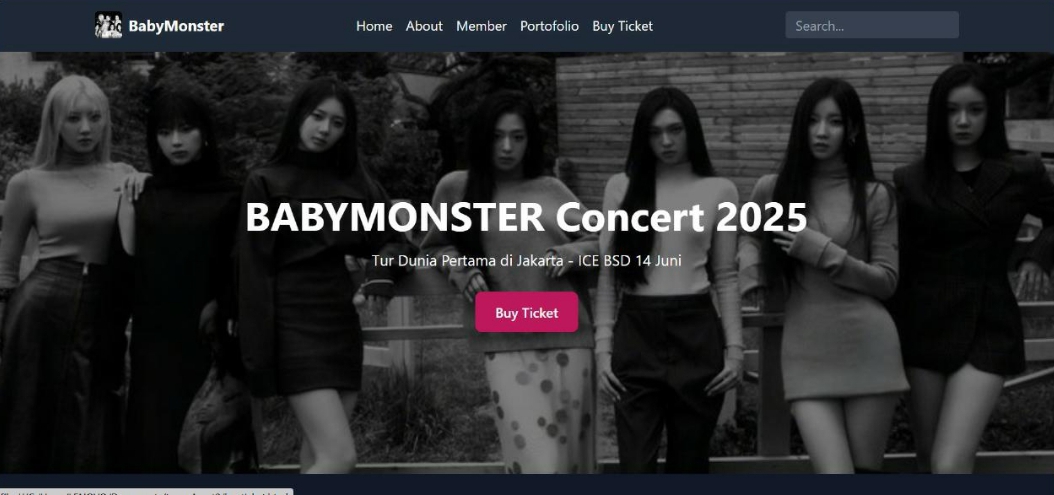 BabyMonster
Home About Member Portofolio Buy Ticket
Search...
BABYMONSTER Concert 2025
Tur Dunia Pertama di Jakarta - ICE BSD 14 Juni
Buy Ticket